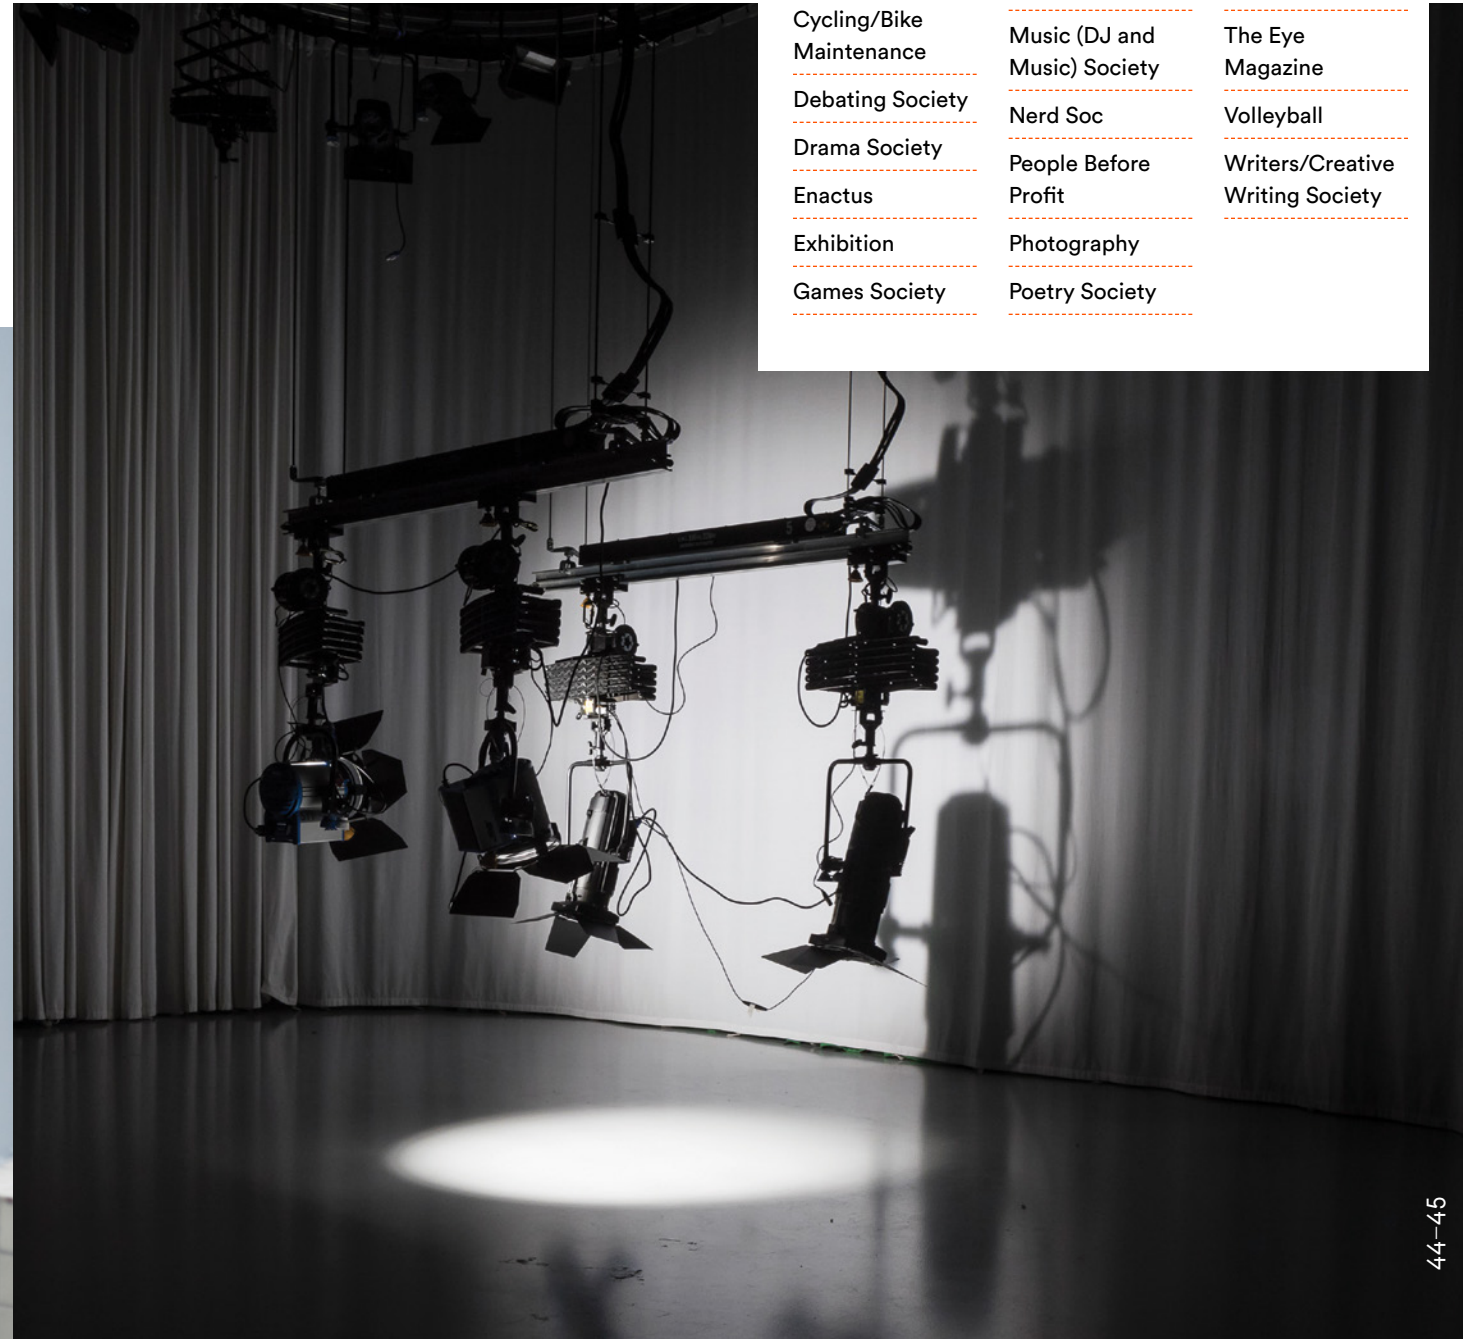 Cycling/Bike
Maintenance
Debating Society
Drama Society
Enactus
Exhibition
Games Society
Music (DJ and
Music) Society
Nerd Soc
People Before
Profit
Photography
Poetry Society
The Eye
Magazine
Volleyball
Writers/Creative
Writing Society
44–45